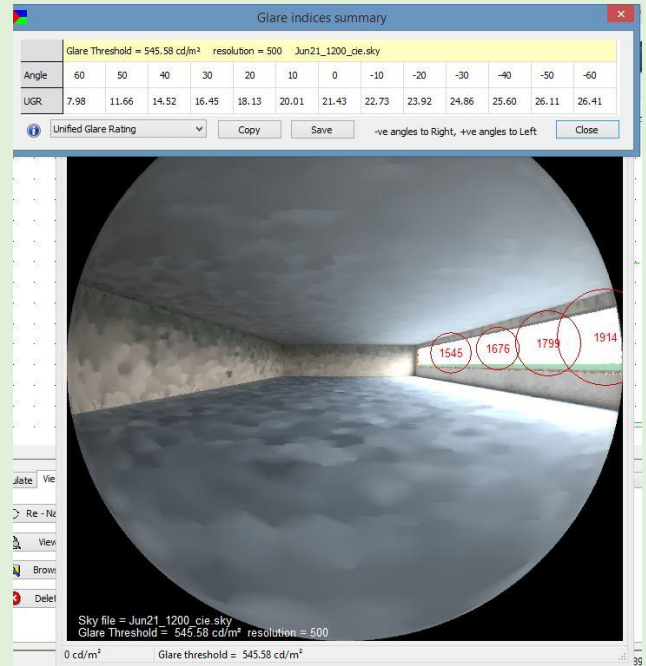 Glare indices summary
Glare Threshold = 545.58 cd/m² resolution = 500 Jun21_1200_cie.sky
Angle 60 50 40 30 20 10 0 -10 -20 -30 -40 -50 -60
UGR 7.98 11.66 14.52 16.45 18.13 20.01 21.43 22.73 23.92 24.86 25.60 26.11 26.41
Unified Glare Rating Copy Save -ve angles to Right, +ve angles to Left Close
1545 1676 1799 1914
ulate Vie
Re - Na
View
Brows
Delet
Sky file = Jun21_1200_cie.sky
Glare Threshold = 545.58 cd/m² resolution = 500
0 cd/m² Glare threshold = 545.58 cd/m²